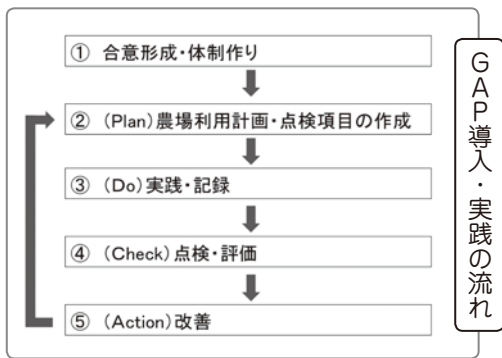 ① 合意形成・体制作り
② (Plan)農場利用計画・点検項目の作成
③ (Do)実践・記録
④ (Check)点検・評価
⑤ (Action)改善
GAP導入・実践の流れ